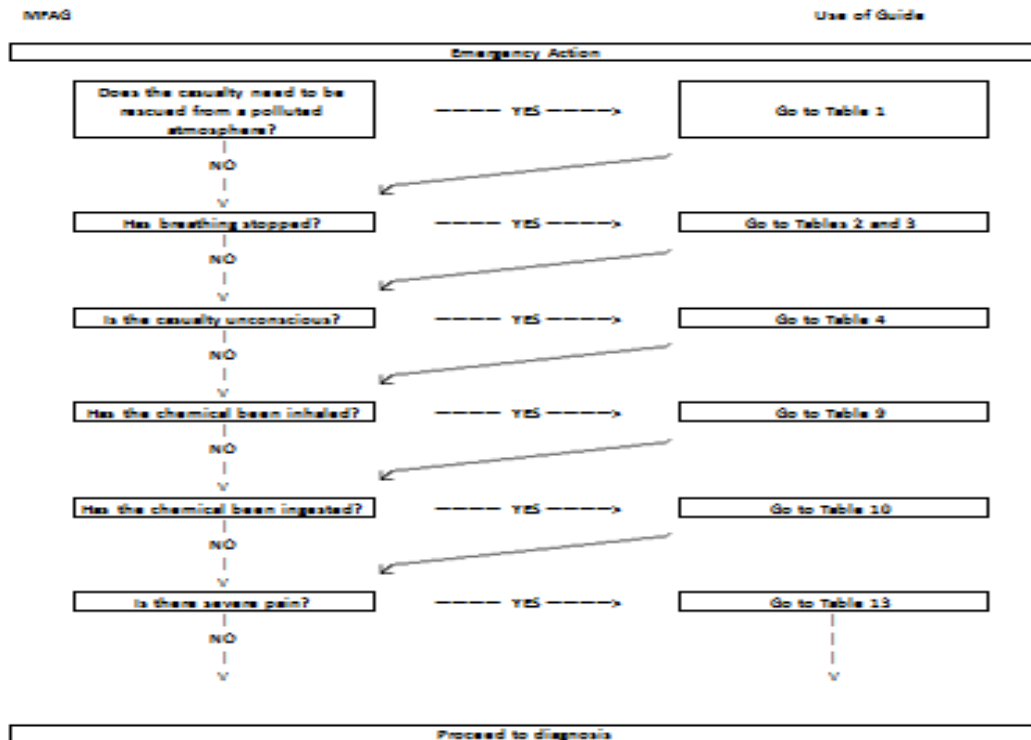 MFAG
Use of Guide
Emergency Action
Does the casualty need to be
rescued from a polluted
atmosphere?
YES
Go to Table 1
NO
Has breathing stopped?
YES
Go to Tables 2 and 3
NO
Is the casualty unconscious?
YES
Go to Table 4
NO
Has the chemical been inhaled?
YES
Go to Table 9
NO
Has the chemical been ingested?
YES
Go to Table 10
NO
Is there severe pain?
YES
Go to Table 13
NO
Proceed to diagnosis